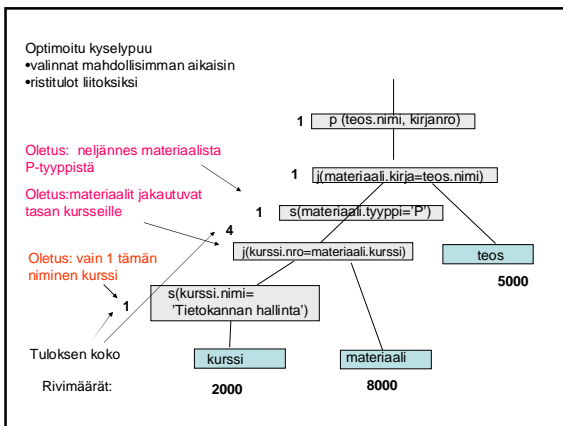 Optimoitu kyselypuu
•valinnat mahdollisimman aikaisin
•ristitulot liitoksiksi
1
p (teos.nimi, kirjanro)
Oletus: neljännes materiaalista
P-tyyppistä
1
j(materiaali.kirja=teos.nimi)
Oletus:materiaalit jakautuvat
tasan kursseille
1
s(materiaali.tyyppi='P')
4
j(kurssi.nro=materiaali.kurssi)
teos
5000
Oletus: vain 1 tämän
niminen kurssi
1
s(kurssi.nimi=
'Tietokannan hallinta')
Tuloksen koko
kurssi
materiaali
Rivimäärät:
2000
8000